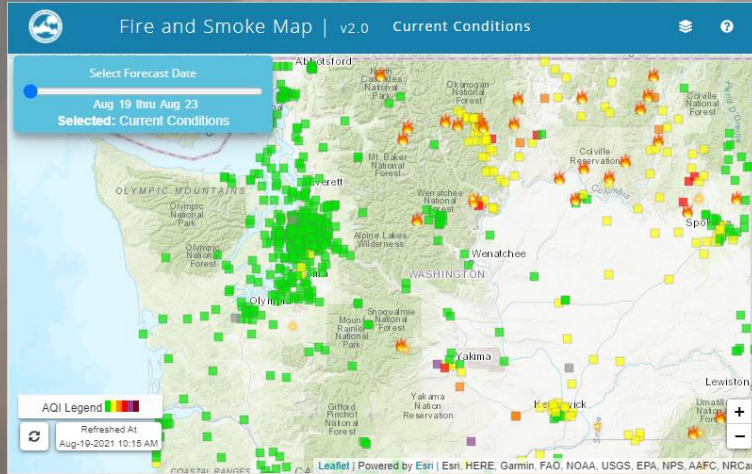 Fire and Smoke Map | v2.0 Current Conditions
Select Forecast Date
Aug 19 thru Aug 23
Selected: Current Conditions
Abbotsford
North
Cascades
National
Park
Okanogan
National
Forest
Colville
National
Forest
Mt. Baker
National
Forest
Colville
Reservation
Columbia
OLYMPIC MOUNTAINS
Olympic
National
Park
Olympic
National
Forest
Everett
Wenatchee
National
Forest
Alpine Lakes
Wilderness
Wenatchee
WASHINGTON
Olympia
Snoqualmie
National
Forest
Mount
Rainier
National
Park
Yakima
Lewiston
Gifford
Pinchot
National
Forest
Yakama
Nation
Reservation
Snake
COASTAL RANGES
AQI Legend
Refreshed At
Aug-19-2021 10:15 AM
+
−
Leaflet | Powered by Esri | Esri, HERE, Garmin, FAO, NOAA, USGS, EPA, NPS, AAFC, NRCan